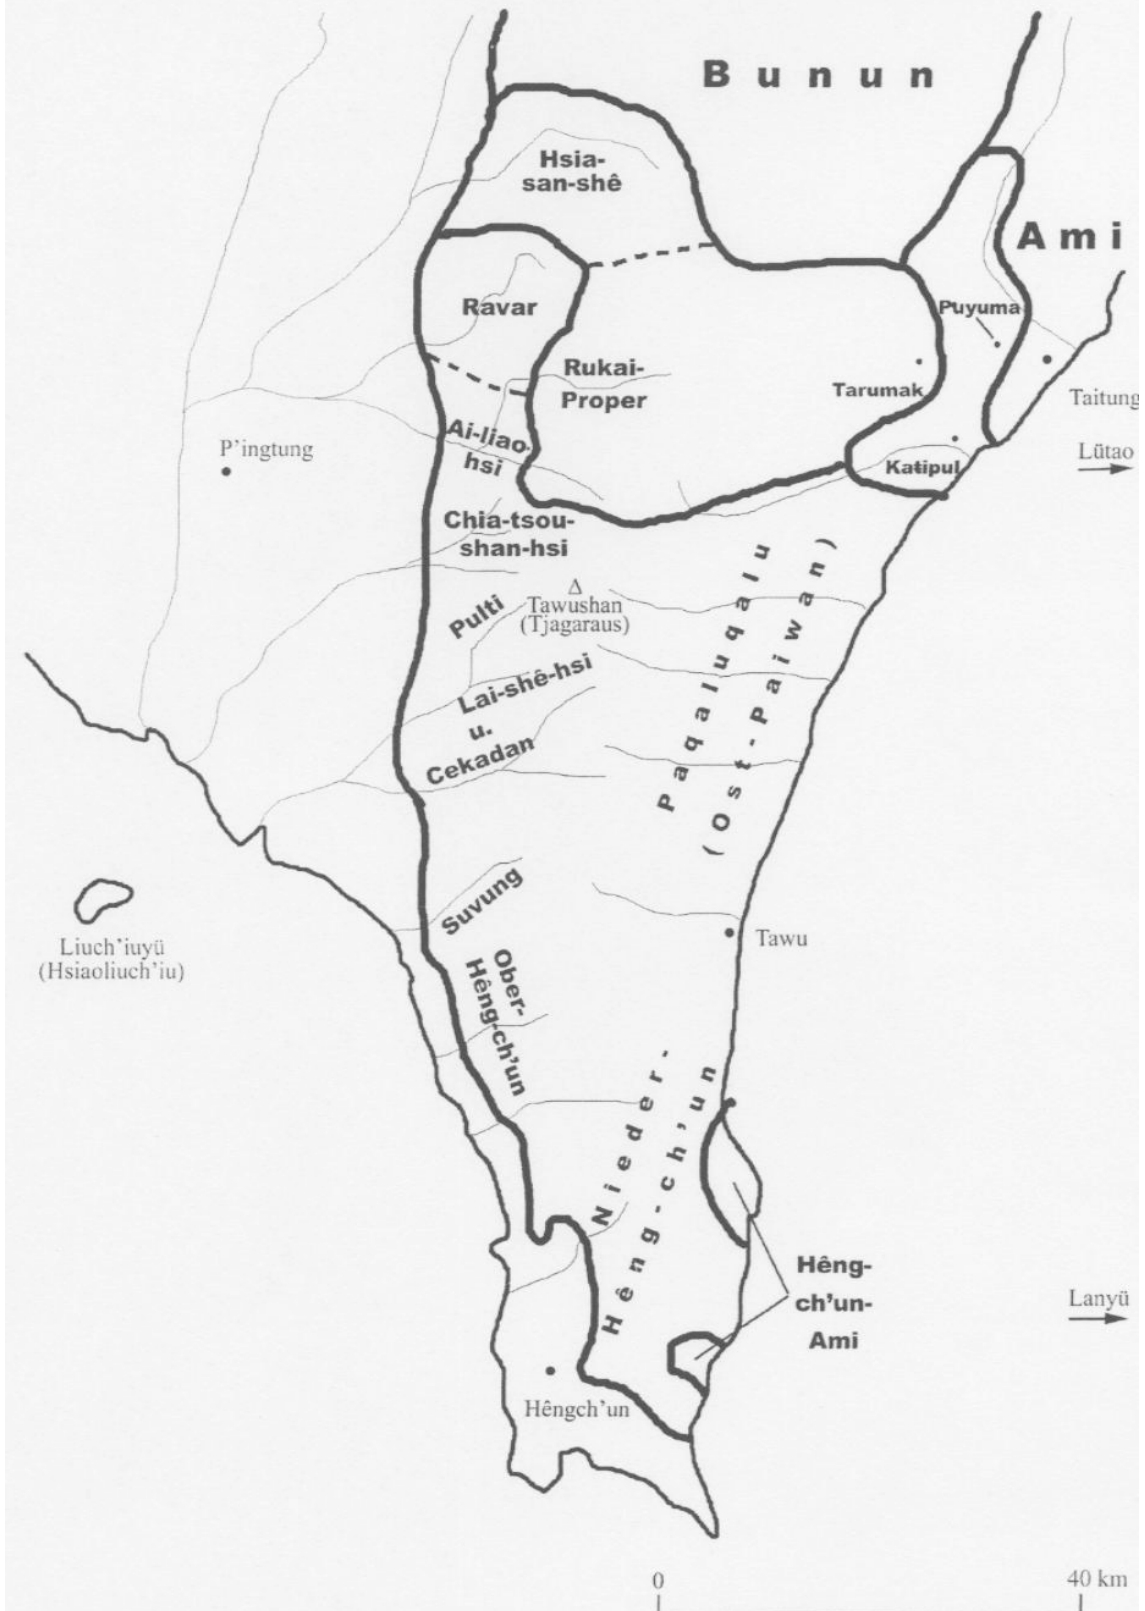 Bunun
Hsia-
san-shê
Ami
Ravar
Puyuma
Rukai-
Proper
Tarumak
Taitung
Ai-liao-
hsi
P'ingtung
Katipul
Lütao
Chia-tsou-
shan-hsi
Δ
Tawushan
(Tjagaraus)
Pulti
Paqaluqalu
(Ost-Paiwan)
Lai-shê-hsi
u.
Cekadan
Suvung
Liuch'iuyü
(Hsiaoliuch'iu)
Tawu
Ober-
Hêng-ch'un
Nieder-
Hêng-ch'un
Hêng-
ch'un-
Ami
Lanyü
Hêngch'un
0
40 km